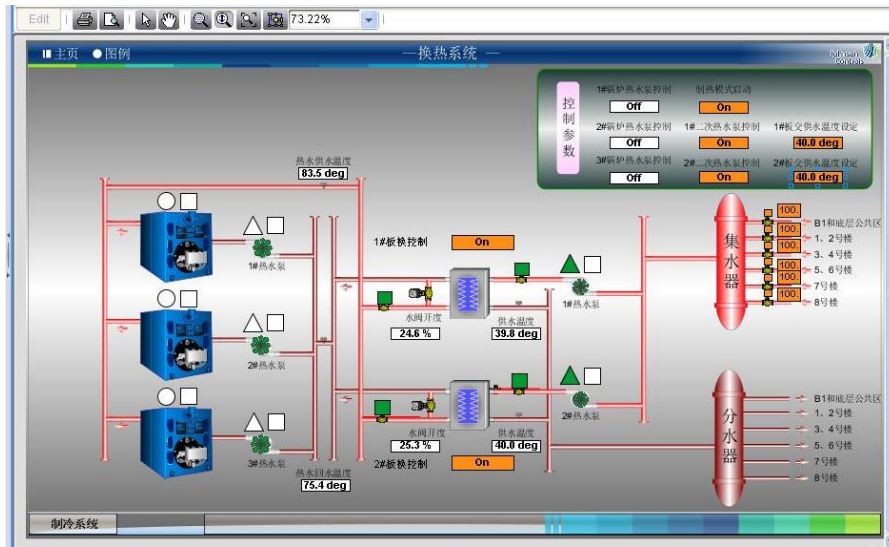 Edit
73.22%
主页
图例
—换热系统 —
Johnson Controls
控制参数
1#锅炉热水泵控制
制热模式启动
Off
On
2#锅炉热水泵控制
1#二次热水泵控制
1#板交供水温度设定
Off
On
40.0 deg
3#锅炉热水泵控制
2#二次热水泵控制
2#板交供水温度设定
Off
On
40.0 deg
热水供水温度
83.5 deg
1#热水泵
2#热水泵
3#热水泵
热水回水温度
75.4 deg
1#板换控制
On
水阀开度
24.6 %
供水温度
39.8 deg
1#热水泵
水阀开度
25.3 %
供水温度
40.0 deg
2#热水泵
2#板换控制
On
集水器
100.
B1和底层公共区
100.
1、2号楼
100.
3、4号楼
100.
5、6号楼
100.
7号楼
100.
8号楼
分水器
B1和底层公共区
1、2号楼
3、4号楼
5、6号楼
7号楼
8号楼
制冷系统